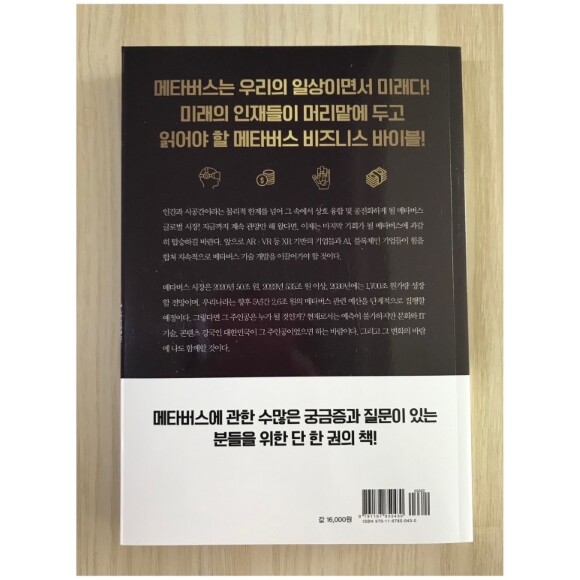 메타버스는 우리의 일상이면서 미래다!
미래의 인재들이 머리맡에 두고
읽어야 할 메타버스 비즈니스 바이블!
인간과 시공간이라는 물리적 한계를 넘어 그 속에서 상호 융합 및 공진화하게 될 메타버스
글로벌 시장! 지금까지 계속 관망만 해 왔다면, 이제는 마지막 기회가 될 메타버스에 과감
히 탑승하길 바란다. 앞으로 AR · VR 등 XR 기반의 기업들과 AI, 블록체인 기업들이 힘을
합쳐 지속적으로 메타버스 기술 개발을 이끌어가야 할 것이다.
메타버스 시장은 2020년 50조 원, 2025년 535조 원 이상, 2030년에는 1,700조 원가량 성장
할 전망이며, 우리나라는 향후 5년간 2.6조 원의 메타버스 관련 예산을 단계적으로 집행할
예정이다. 그렇다면 그 주인공은 누가 될 것인가? 현재로서는 예측이 불가하지만 문화와 IT
기술, 콘텐츠 강국인 대한민국이 그 주인공이었으면 하는 바람이다. 그리고 그 변화의 바람
에 나도 함께할 것이다.
메타버스에 관한 수많은 궁금증과 질문이 있는
분들을 위한 단 한 권의 책!
값 16,000원